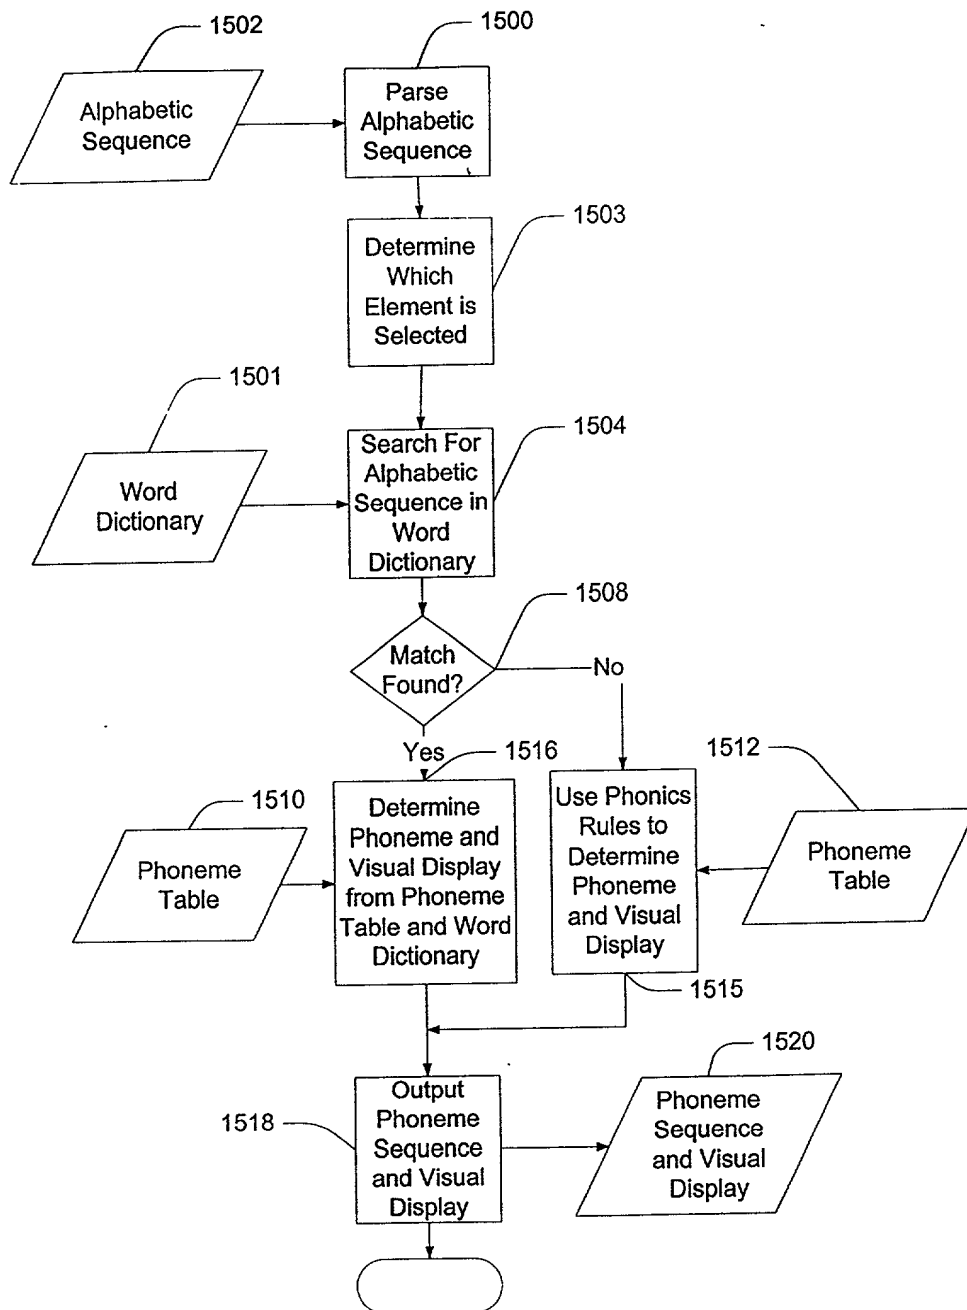 1502
1500
Alphabetic
Sequence
Parse
Alphabetic
Sequence
1503
Determine
Which
Element is
Selected
1501
Word
Dictionary
1504
Search For
Alphabetic
Sequence in
Word
Dictionary
1508
Match
Found?
No
Yes
1516
1512
1510
Phoneme
Table
Determine
Phoneme and
Visual Display
from Phoneme
Table and Word
Dictionary
Use Phonics
Rules to
Determine
Phoneme
and Visual
Display
Phoneme
Table
1515
1520
1518
Output
Phoneme
Sequence
and Visual
Display
Phoneme
Sequence
and Visual
Display